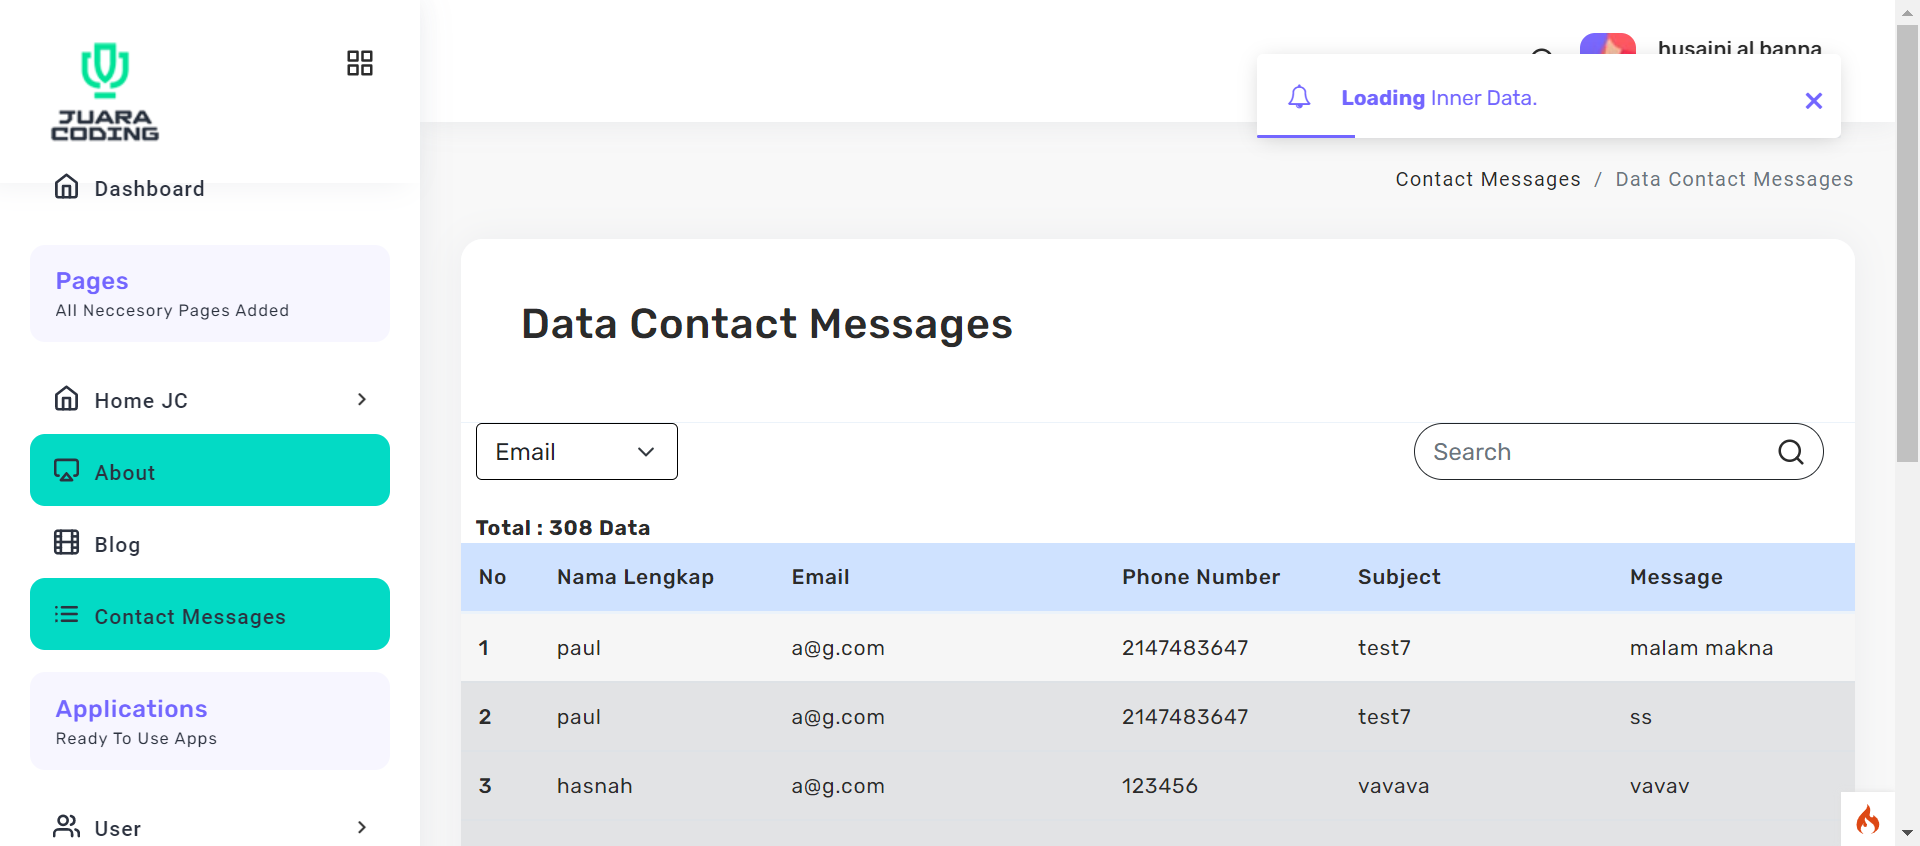 JUARA
CODING
Dashboard
Pages
All Neccesory Pages Added
Home JC
About
Blog
Contact Messages
Applications
Ready To Use Apps
User
husaini al banna
Loading Inner Data.
Contact Messages / Data Contact Messages
Data Contact Messages
Email
Search
Total : 308 Data
No Nama Lengkap Email Phone Number Subject Message
1 paul a@g.com 2147483647 test7 malam makna
2 paul a@g.com 2147483647 test7 ss
3 hasnah a@g.com 123456 vavava vavav